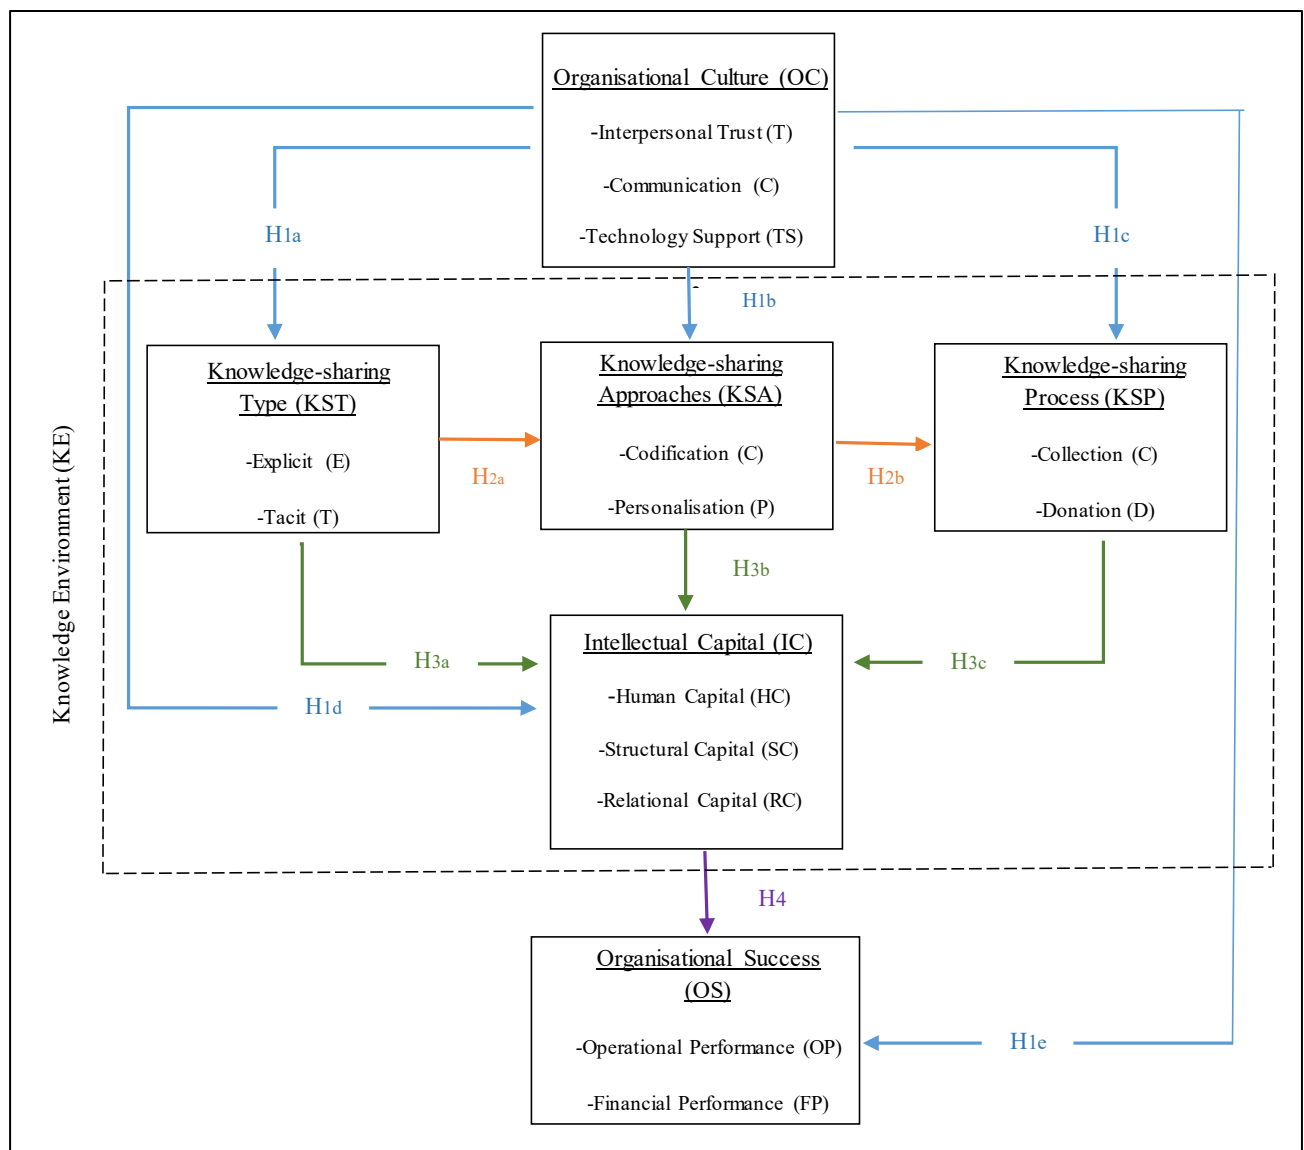 Organisational Culture (OC)
-Interpersonal Trust (T)
-Communication (C)
-Technology Support (TS)
H1a
H1c
H1b
Knowledge Environment (KE)
Knowledge-sharing
Type (KST)
-Explicit (E)
-Tacit (T)
H2a
Knowledge-sharing
Approaches (KSA)
-Codification (C)
-Personalisation (P)
H2b
Knowledge-sharing
Process (KSP)
-Collection (C)
-Donation (D)
H3b
H3a
H3c
H1d
Intellectual Capital (IC)
-Human Capital (HC)
-Structural Capital (SC)
-Relational Capital (RC)
H4
Organisational Success
(OS)
-Operational Performance (OP)
-Financial Performance (FP)
H1e